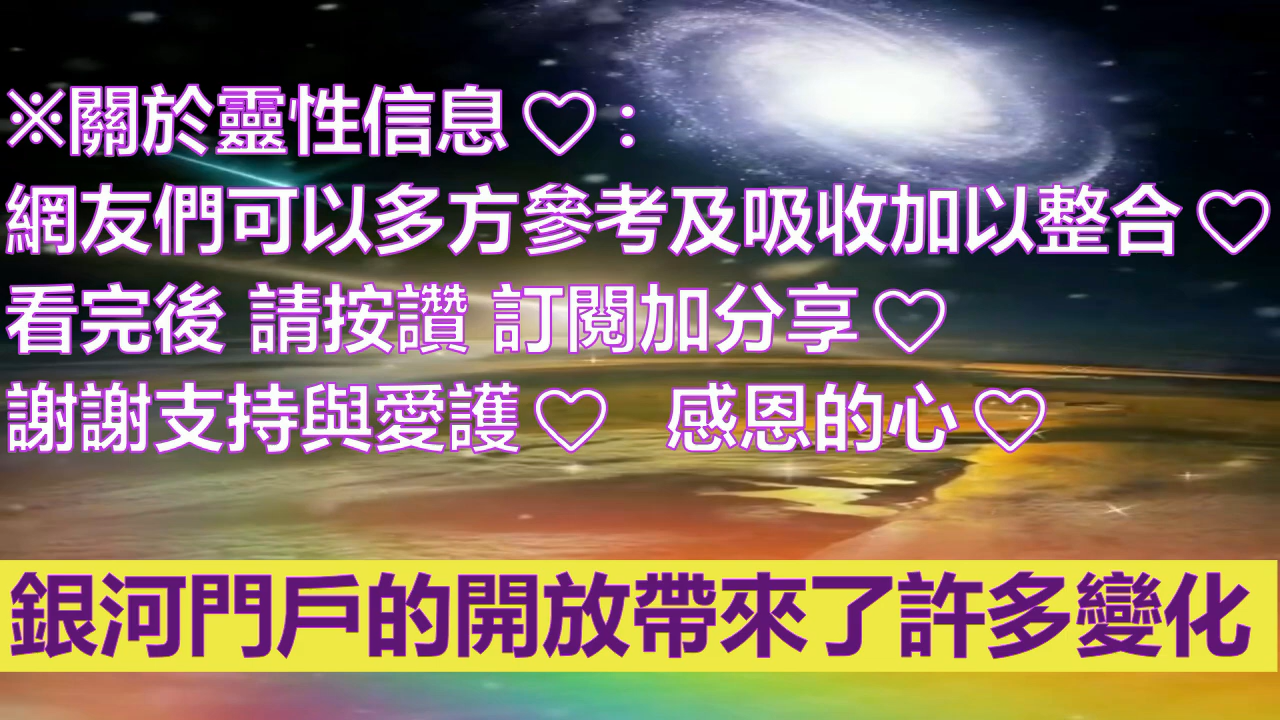 ※關於靈性信息♡：
網友們可以多方參考及吸收加以整合♡
看完後 請按讚 訂閱加分享♡
謝謝支持與愛護♡ 感恩的心♡
銀河門戶的開放帶來了許多變化